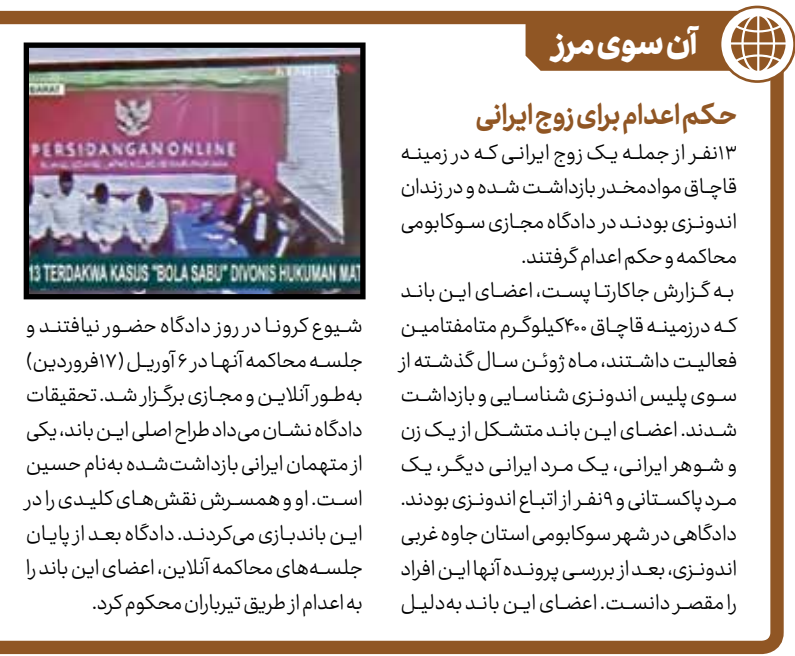 آن سوی مرز
حکم اعدام برای زوج ایرانی
۱۳نفر از جمله یک زوج ایرانی که در زمینه
قاچاق موادمخدر بازداشت شده و در زندان
اندونزی بودند در دادگاه مجازی سوکابومی
محاکمه و حکم اعدام گرفتند.
به گزارش جاکارتا پست، اعضای این باند
که درزمینه قاچاق ۴۰۰کیلوگرم متامفتامین
فعالیت داشتند، ماه ژوئن سال گذشته از
سوی پلیس اندونزی شناسایی و بازداشت
شدند. اعضای این باند متشکل از یک زن
و شوهر ایرانی، یک مرد ایرانی دیگر، یک
مرد پاکستانی و ۹نفر از اتباع اندونزی بودند.
دادگاهی در شهر سوکابومی استان جاوه غربی
اندونزی، بعد از بررسی پرونده آنها این افراد
را مقصر دانست. اعضای این باند به‌دلیل
BARAT
PERSIDANGAN ONLINE
13 TERDAKWA KASUS "BOLA SABU" DIVONIS HUKUMAN MAT
شیوع کرونا در روز دادگاه حضور نیافتند و
جلسه محاکمه آنها در ۶ آوریل (۱۷فروردین)
به‌طور آنلاین و مجازی برگزار شد. تحقیقات
دادگاه نشان می‌داد طراح اصلی این باند، یکی
از متهمان ایرانی بازداشت‌شده به‌نام حسین
است. او و همسرش نقش‌های کلیدی را در
این باندبازی می‌کردند. دادگاه بعد از پایان
جلسه‌های محاکمه آنلاین، اعضای این باند را
به اعدام از طریق تیرباران محکوم کرد.